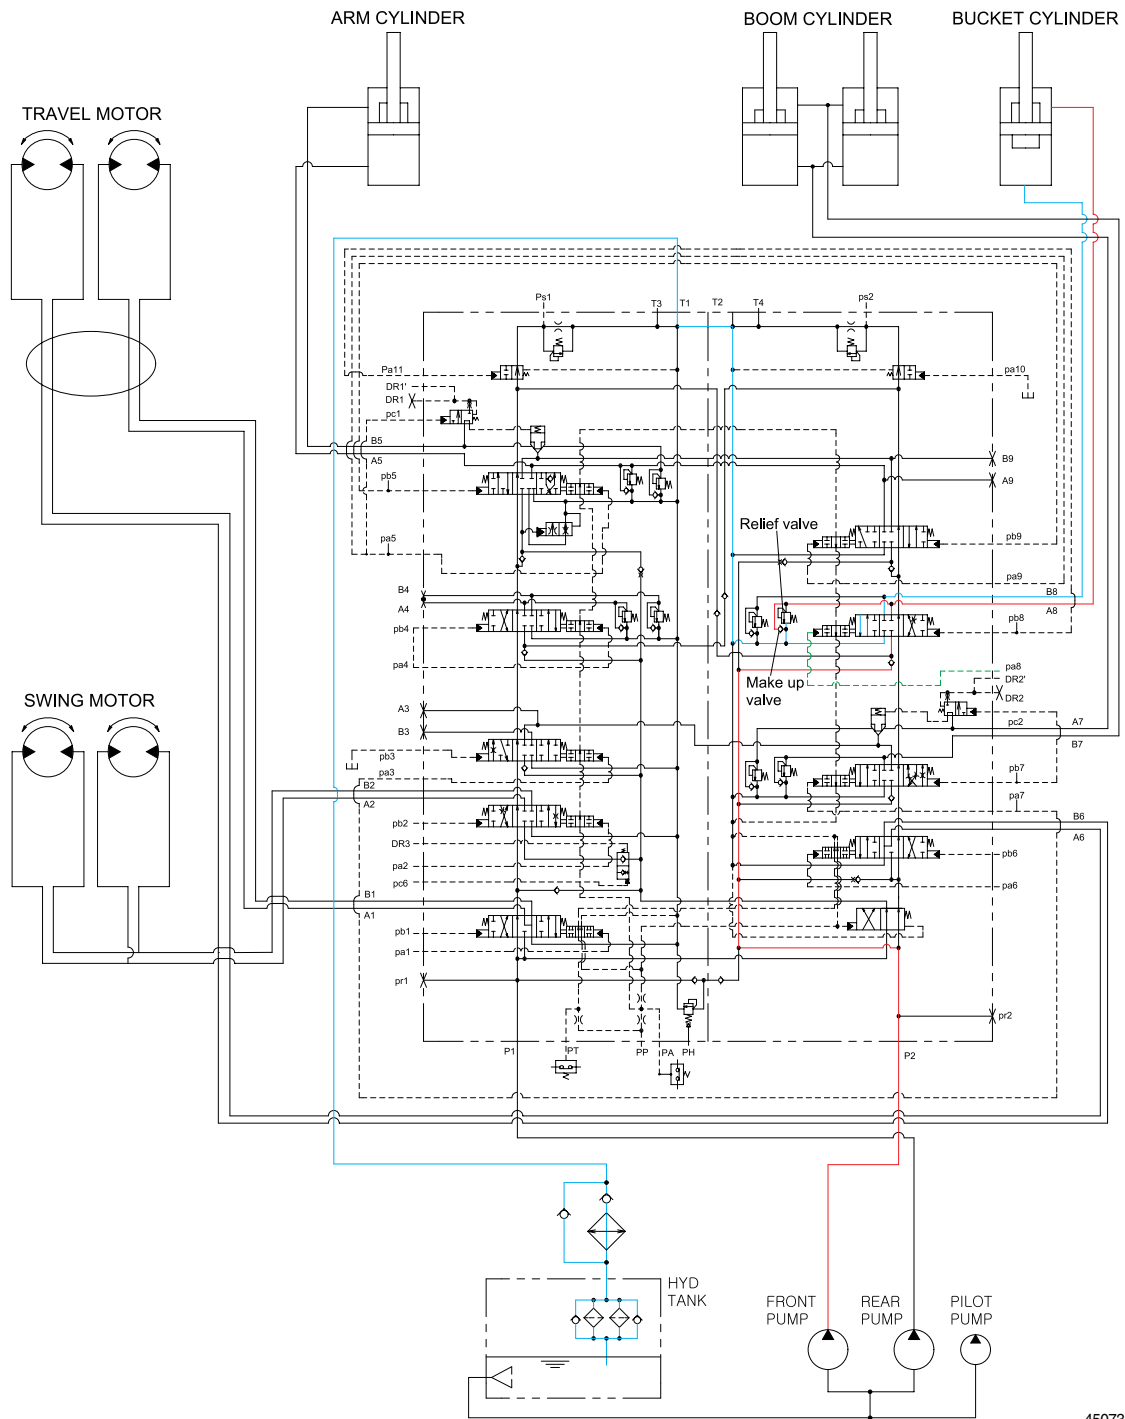 ARM CYLINDER
BOOM CYLINDER
BUCKET CYLINDER
TRAVEL MOTOR
Ps1
T3
T1
T2
T4
ps2
Pa11
pa10
DR1'
DR1
pc1
B5
A5
B9
A9
pb5
Relief valve
pb9
pa5
pa9
B4
A4
B8
A8
pb4
pb8
pa4
pa8
DR2'
DR2
Make up
valve
SWING MOTOR
A3
B3
pc2
A7
B7
pb3
pa3
pb7
pa7
B2
A2
B6
A6
pb2
DR3
pa2
pc6
pb6
pa6
B1
A1
pb1
pa1
pr1
pr2
P1
PT
PP
PA
PH
P2
HYD
TANK
FRONT
PUMP
REAR
PUMP
PILOT
PUMP